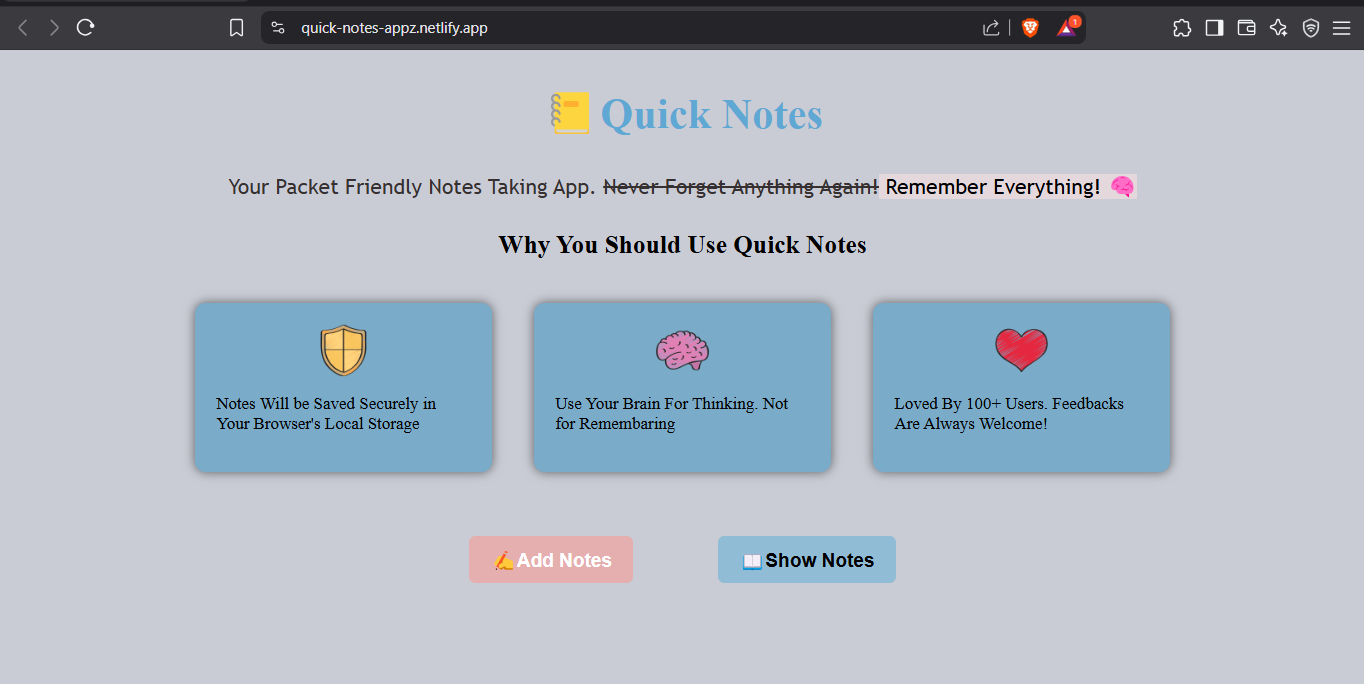 quick-notes-appz.netlify.app
1
📒 Quick Notes
Your Packet Friendly Notes Taking App. Never Forget Anything Again! Remember Everything! 🧠
Why You Should Use Quick Notes
Notes Will be Saved Securely in
Your Browser's Local Storage
Use Your Brain For Thinking. Not
for Remembaring
Loved By 100+ Users. Feedbacks
Are Always Welcome!
✍️Add Notes
📖Show Notes